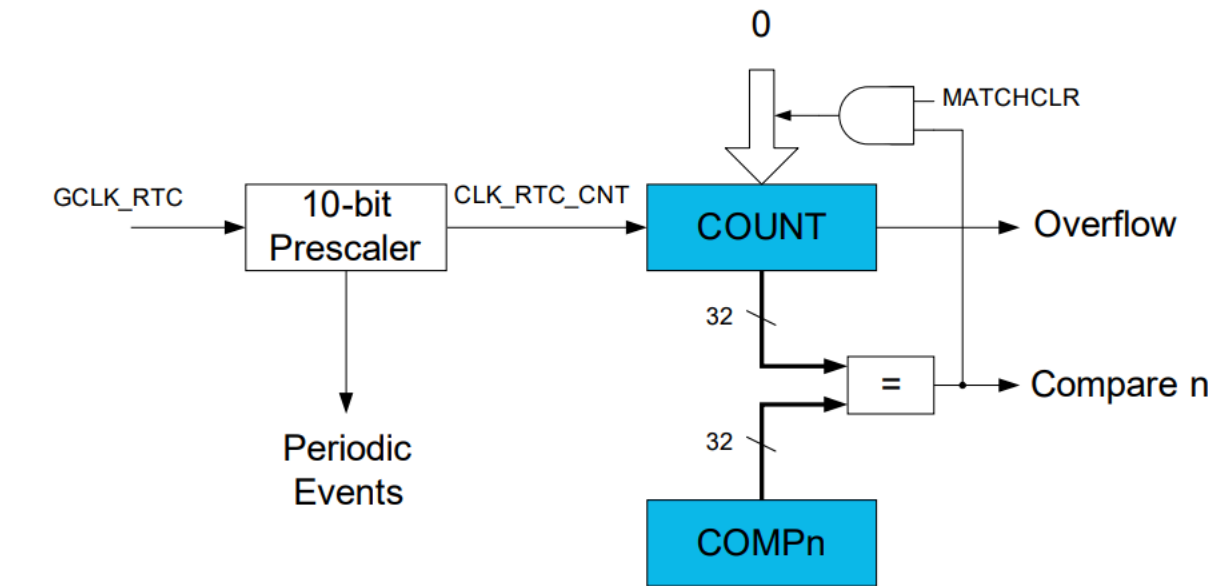 0
MATCHCLR
GCLK_RTC
10-bit
Prescaler
CLK_RTC_CNT
COUNT
Overflow
32
=
Compare n
32
Periodic
Events
COMPn